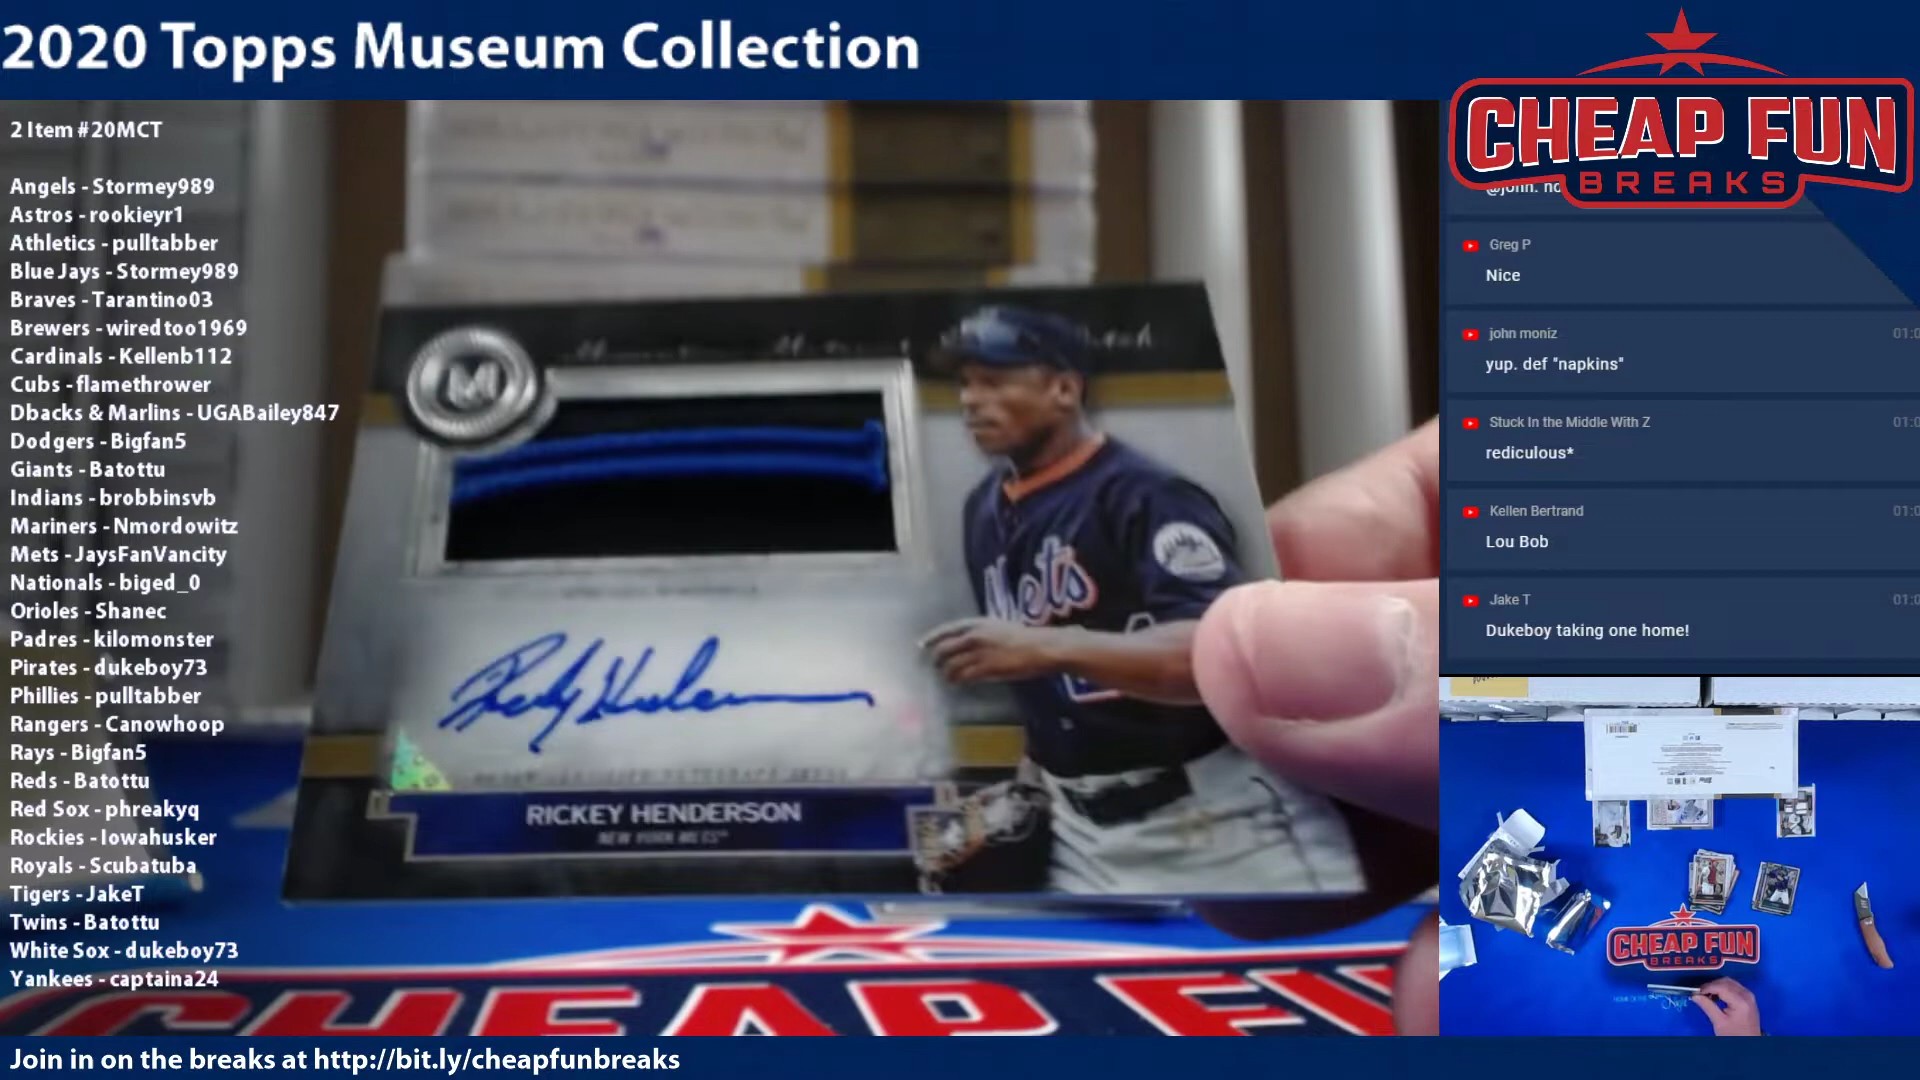 2020 Topps Museum Collection
2 Item #20MCT
Angels - Stormey989
Astros - rookieyr1
Athletics - pulltabber
Blue Jays - Stormey989
Braves - Tarantino03
Brewers - wiredtoo1969
Cardinals - Kellenb112
Cubs - flamethrower
Dbacks & Marlins - UGABailey847
Dodgers - Bigfan5
Giants - Batottu
Indians - brobbinsvb
Mariners - Nmordowitz
Mets - JaysFanVancity
Nationals - biged_0
Orioles - Shanec
Padres - kilomonster
Pirates - dukeboy73
Phillies - pulltabber
Rangers - Canowhoop
Rays - Bigfan5
Reds - Batottu
Red Sox - phreakyq
Rockies - Iowahusker
Royals - Scubatuba
Tigers - JakeT
Twins - Batottu
White Sox - dukeboy73
Yankees - captaina24
M
Mets
Rickey Henderson
RICKEY HENDERSON
NEW YORK METS
CHEAP FUN
CHEAP FUN
BREAKS
@john.
Greg P
Nice
john moniz
yup. def "napkins"
Stuck In the Middle With Z
rediculous*
Kellen Bertrand
Lou Bob
Jake T
Dukeboy taking one home!
CHEAP FUN
BREAKS
Join in on the breaks at http://bit.ly/cheapfunbreaks